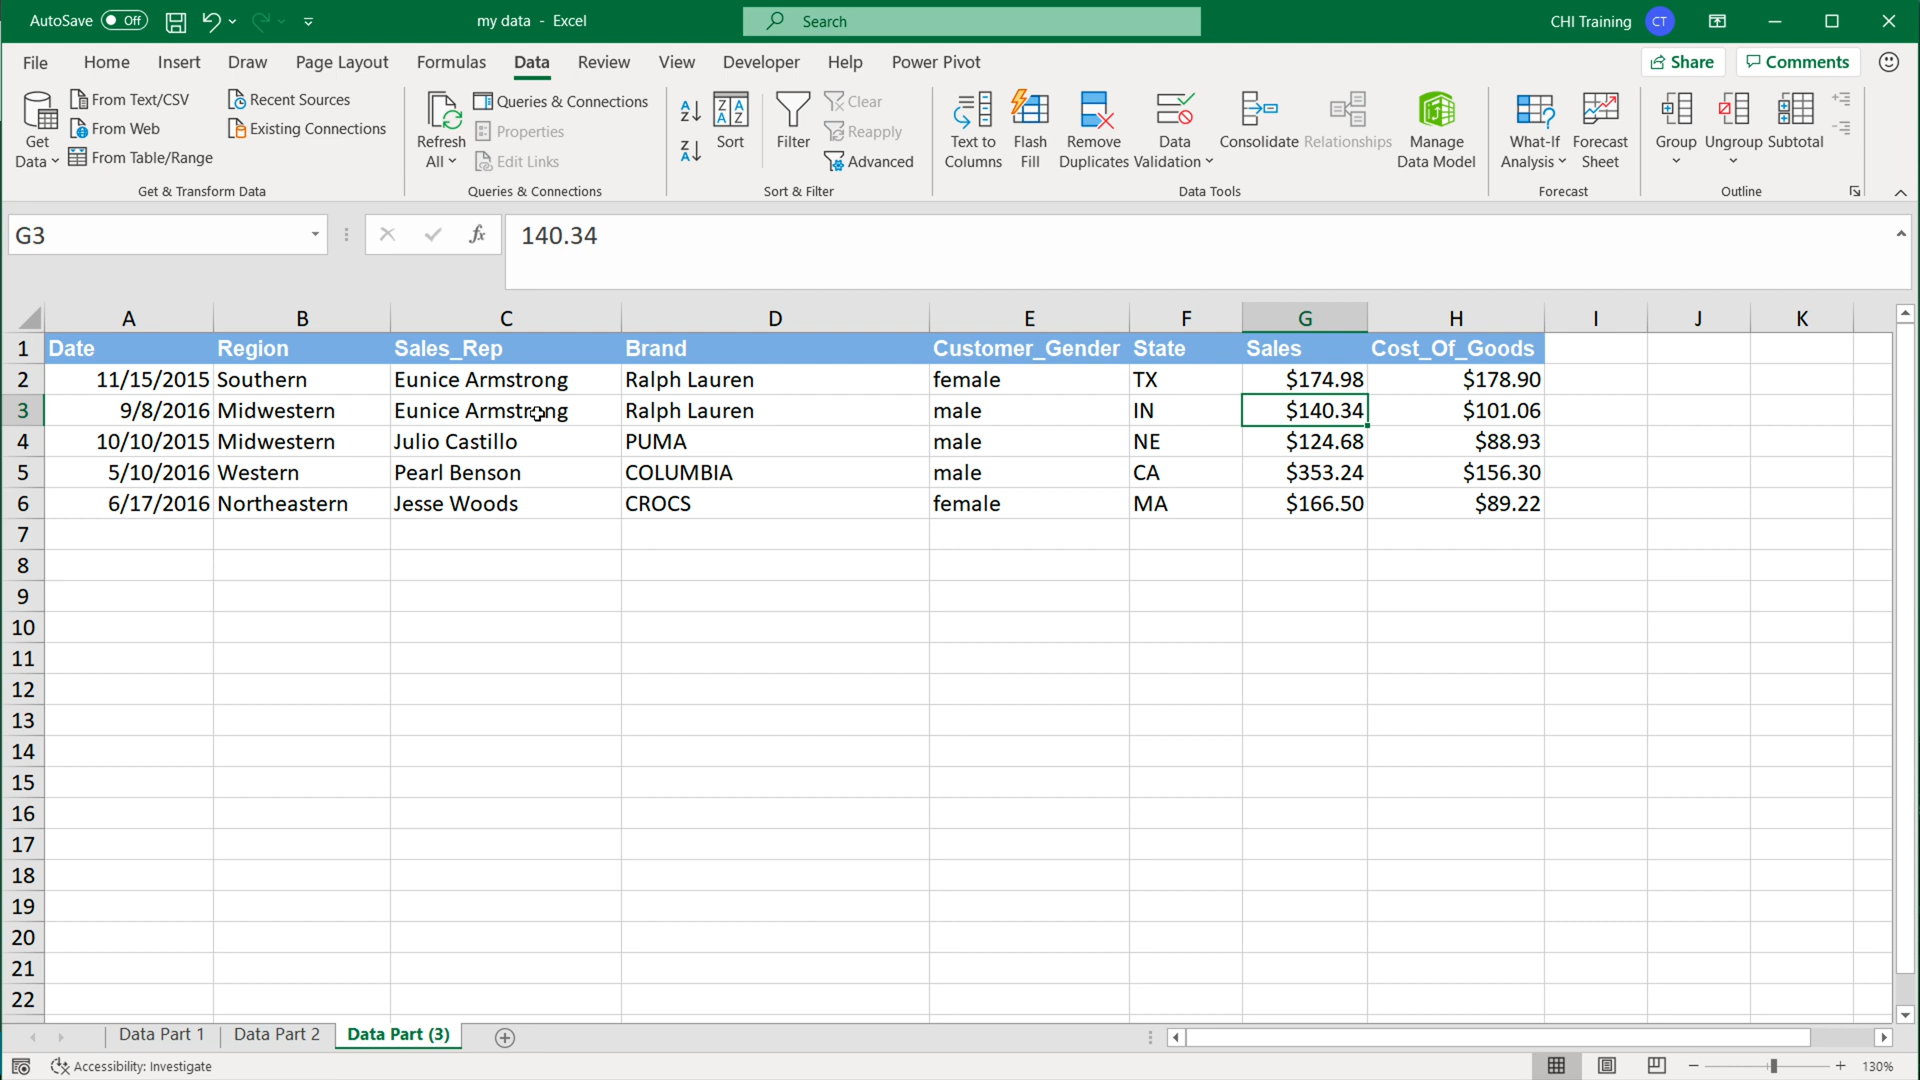 AutoSave Off my data - Excel Search CHI Training CT
File Home Insert Draw Page Layout Formulas Data Review View Developer Help Power Pivot Share Comments
Get Data From Text/CSV From Web From Table/Range Recent Sources Existing Connections
Get & Transform Data
Refresh All Queries & Connections Properties Edit Links
Queries & Connections
Sort Filter Clear Reapply Advanced
Sort & Filter
Text to Columns Flash Fill Remove Duplicates Data Validation Consolidate Relationships Manage Data Model
Data Tools
What-If Analysis Forecast Sheet
Forecast
Group Ungroup Subtotal
Outline
G3 fx 140.34
A B C D E F G H I J K
1 Date Region Sales_Rep Brand Customer_Gender State Sales Cost_Of_Goods
2 11/15/2015 Southern Eunice Armstrong Ralph Lauren female TX $174.98 $178.90
3 9/8/2016 Midwestern Eunice Armstrong Ralph Lauren male IN $140.34 $101.06
4 10/10/2015 Midwestern Julio Castillo PUMA male NE $124.68 $88.93
5 5/10/2016 Western Pearl Benson COLUMBIA male CA $353.24 $156.30
6 6/17/2016 Northeastern Jesse Woods CROCS female MA $166.50 $89.22
7
8
9
10
11
12
13
14
15
16
17
18
19
20
21
22
Data Part 1 Data Part 2 Data Part (3)
Accessibility: Investigate 130%